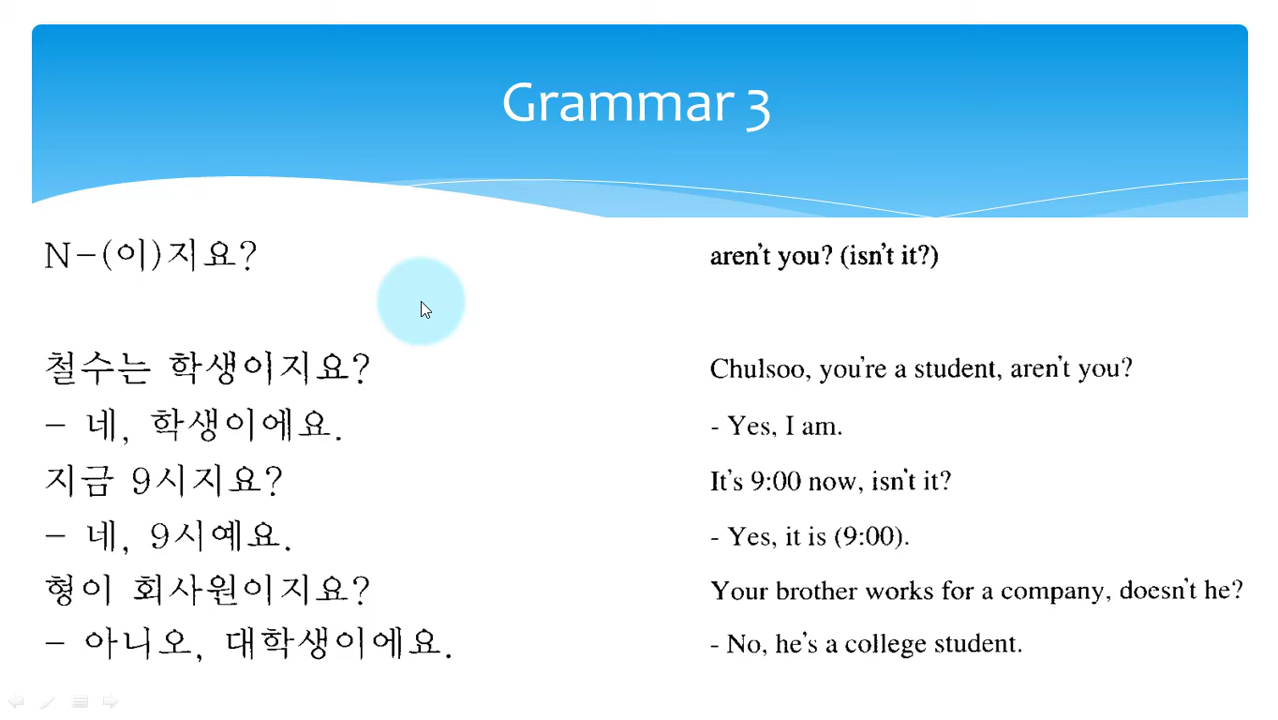 Grammar 3
N-(이)지요? aren't you? (isn't it?)
철수는 학생이지요? Chulsoo, you're a student, aren't you?
- 네, 학생이에요. - Yes, I am.
지금 9시지요? It's 9:00 now, isn't it?
- 네, 9시예요. - Yes, it is (9:00).
형이 회사원이지요? Your brother works for a company, doesn't he?
- 아니오, 대학생이에요. - No, he's a college student.